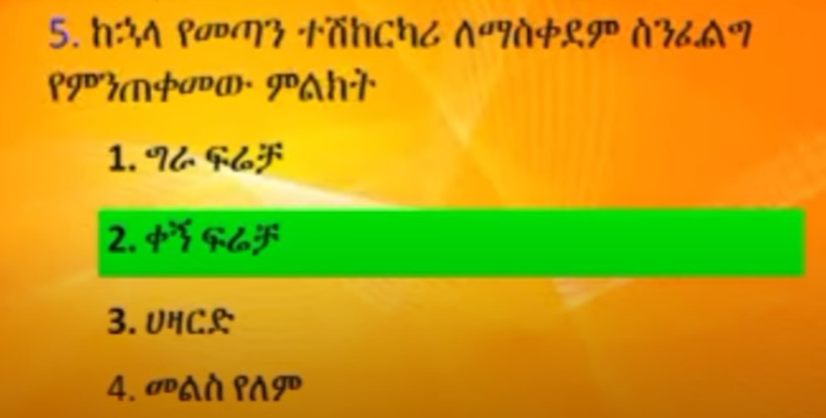 5. ከኋላ የመጣን ተሽከርካሪ ለማስቀደም ስንፈልግ
የምንጠቀመው ምልክት
1. ግራ ፍሬቻ
2. ቀኝ ፍሬቻ
3. ሀዛርድ
4. መልስ የለም